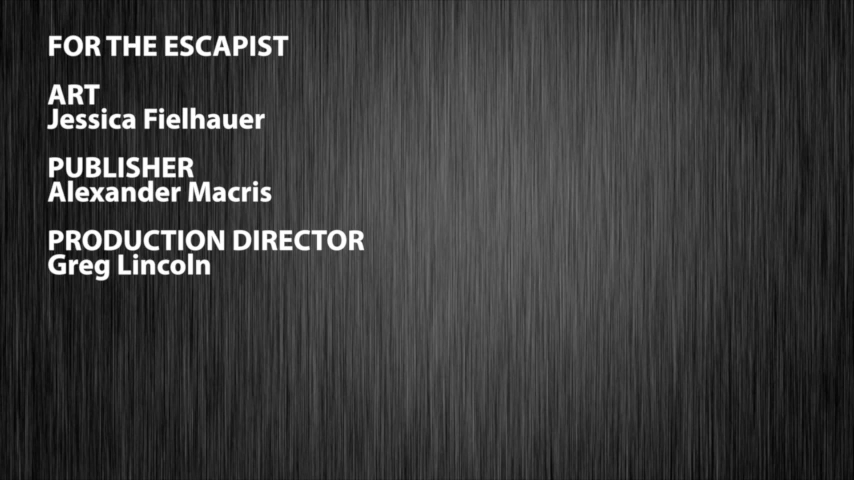 FOR THE ESCAPIST
ART
Jessica Fielhauer
PUBLISHER
Alexander Macris
PRODUCTION DIRECTOR
Greg Lincoln